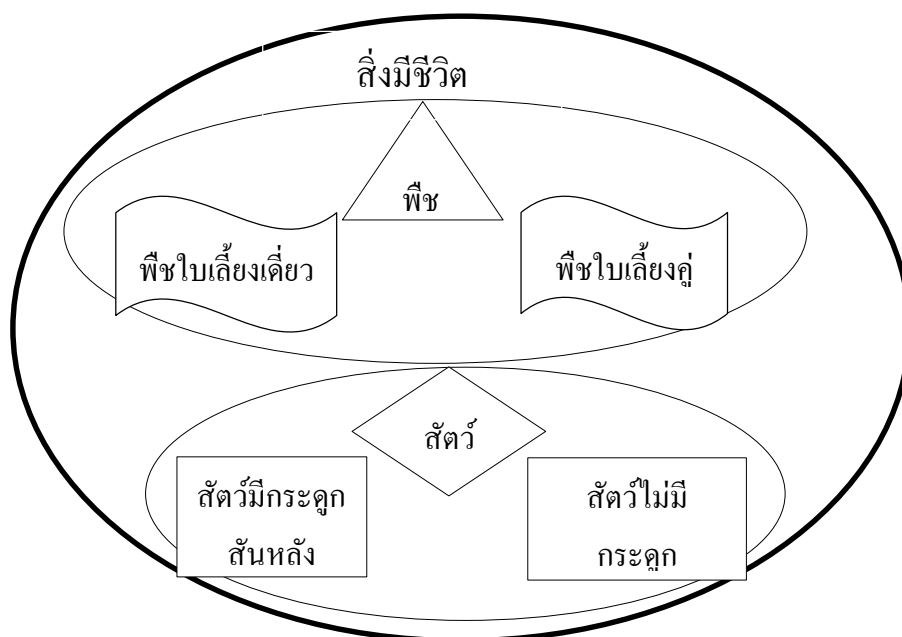 สิ่งมีชีวิต
พืช
พืชใบเลี้ยงเดี่ยว
พืชใบเลี้ยงคู่
สัตว์
สัตว์มีกระดูก
สันหลัง
สัตว์ไม่มี
กระดูก